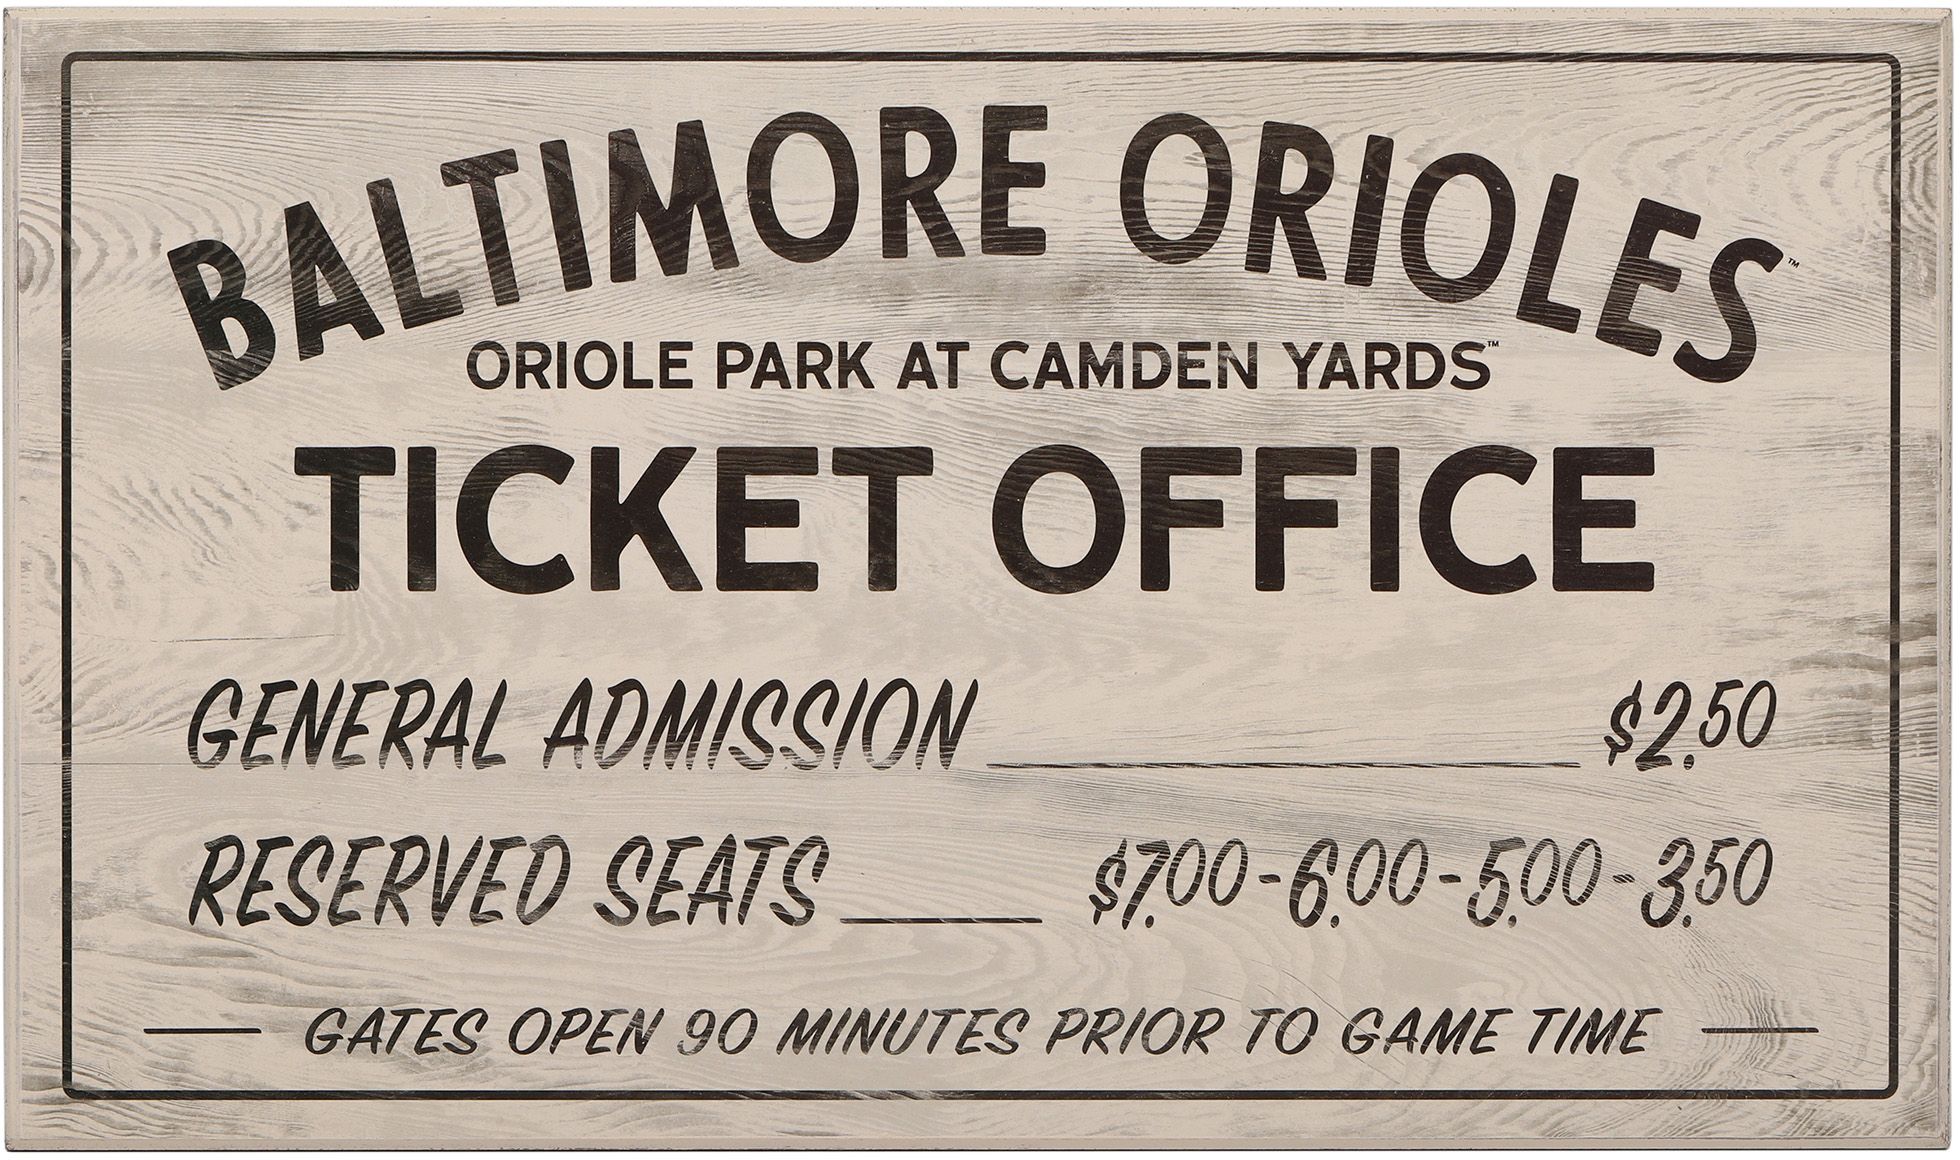 BALTIMORE ORIOLES™
ORIOLE PARK AT CAMDEN YARDS™
TICKET OFFICE
GENERAL ADMISSION $2.50
RESERVED SEATS $7.00-6.00-5.00-3.50
GATES OPEN 90 MINUTES PRIOR TO GAME TIME